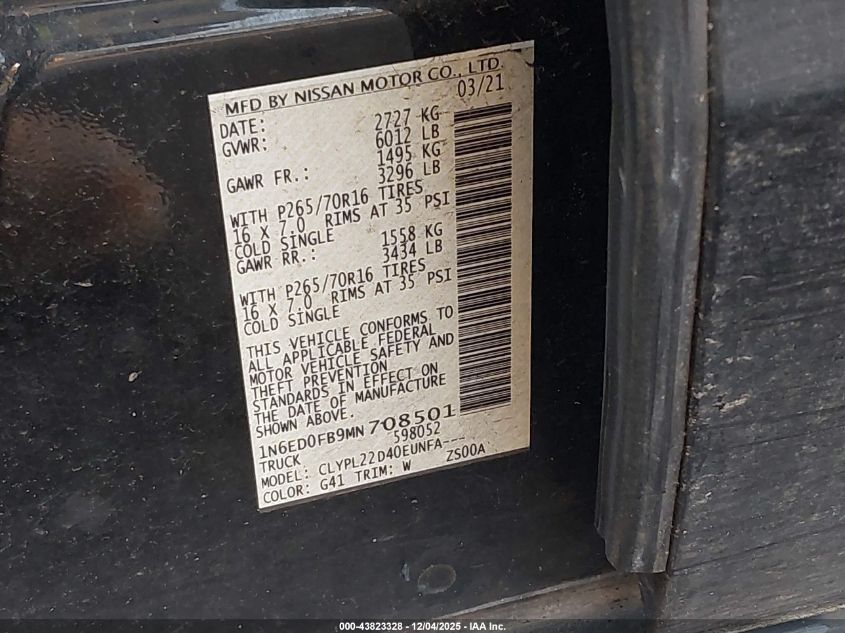 MFD BY NISSAN MOTOR CO., LTD.
DATE: 03/21
GVWR: 2727 KG
6012 LB
GAWR FR.: 1495 KG
3296 LB
WITH P265/70R16 TIRES
16 X 7.0 RIMS AT 35 PSI
COLD SINGLE
GAWR RR.: 1558 KG
3434 LB
WITH P265/70R16 TIRES
16 X 7.0 RIMS AT 35 PSI
COLD SINGLE
THIS VEHICLE CONFORMS TO
ALL APPLICABLE FEDERAL
MOTOR VEHICLE SAFETY AND
THEFT PREVENTION
STANDARDS IN EFFECT ON
THE DATE OF MANUFACTURE
SHOWN ABOVE.
1N6ED0FB9MN708501
TRUCK 598052
MODEL: CLYPL22D40EUNFA---
COLOR: G41 TRIM: W ZS00A
000-43823328 - 12/04/2025 - IAA Inc.